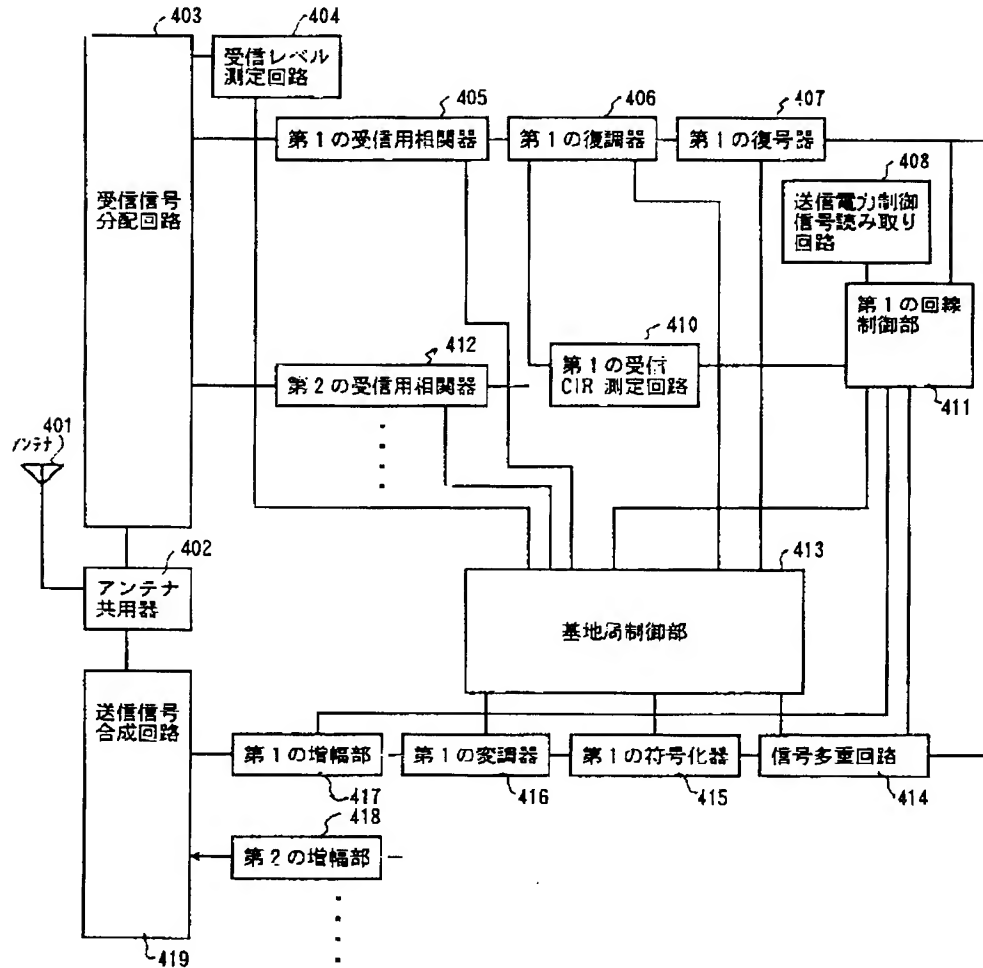 403
404
受信レベル
測定回路
405
406
407
第1の受信用相関器
第1の復調器
第1の復号器
408
受信信号
分配回路
送信電力制御
信号読み取り
回路
410
第1の回線
制御部
412
第1の受信
CIR 測定回路
第2の受信用相関器
411
401
アンテナ
402
413
アンテナ
共用器
基地局制御部
送信信号
合成回路
第1の増幅部
第1の変調器
第1の符号化器
信号多重回路
417
416
415
414
418
第2の増幅部
419